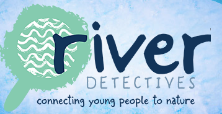 river
DETECTIVES
connecting young people to nature